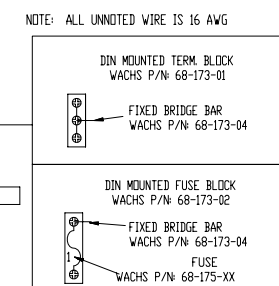 NOTE: ALL UNNOTED WIRE IS 16 AWG
DIN MOUNTED TERM. BLOCK
WACHS P/N: 68-173-01
FIXED BRIDGE BAR
WACHS P/N: 68-173-04
DIN MOUNTED FUSE BLOCK
WACHS P/N: 68-173-02
FIXED BRIDGE BAR
WACHS P/N: 68-173-04
1
FUSE
WACHS P/N: 68-175-XX